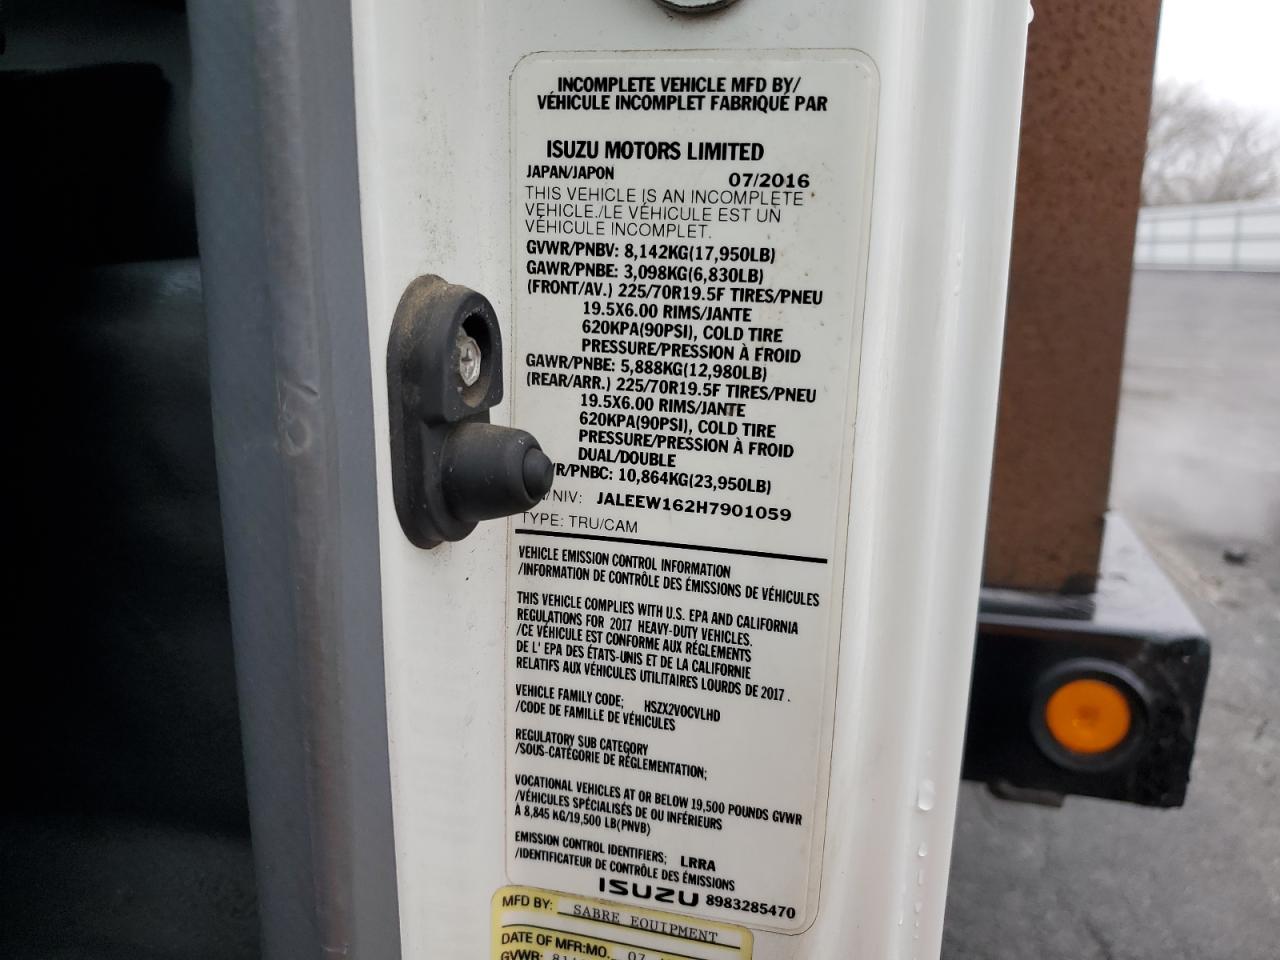 INCOMPLETE VEHICLE MFD BY/
VÉHICULE INCOMPLET FABRIQUÉ PAR
ISUZU MOTORS LIMITED
JAPAN/JAPON 07/2016
THIS VEHICLE IS AN INCOMPLETE
VEHICLE./LE VÉHICULE EST UN
VÉHICULE INCOMPLET.
GVWR/PNBV: 8,142KG(17,950LB)
GAWR/PNBE: 3,098KG(6,830LB)
(FRONT/AV.) 225/70R19.5F TIRES/PNEU
19.5X6.00 RIMS/JANTE
620KPA(90PSI), COLD TIRE
PRESSURE/PRESSION À FROID
GAWR/PNBE: 5,888KG(12,980LB)
(REAR/ARR.) 225/70R19.5F TIRES/PNEU
19.5X6.00 RIMS/JANTE
620KPA(90PSI), COLD TIRE
PRESSURE/PRESSION À FROID
DUAL/DOUBLE
WR/PNBC: 10,864KG(23,950LB)
/NIV: JALEEW162H7901059
TYPE: TRU/CAM
VEHICLE EMISSION CONTROL INFORMATION
/INFORMATION DE CONTRÔLE DES ÉMISSIONS DE VÉHICULES
THIS VEHICLE COMPLIES WITH U.S. EPA AND CALIFORNIA
REGULATIONS FOR 2017 HEAVY-DUTY VEHICLES.
/CE VÉHICULE EST CONFORME AUX RÉGLEMENTS
DE L' EPA DES ÉTATS-UNIS ET DE LA CALIFORNIE
RELATIFS AUX VÉHICULES UTILITAIRES LOURDS DE 2017.
VEHICLE FAMILY CODE; HSZX2VOCVLHD
/CODE DE FAMILLE DE VÉHICULES
REGULATORY SUB CATEGORY
/SOUS-CATÉGORIE DE RÉGLEMENTATION;
VOCATIONAL VEHICLES AT OR BELOW 19,500 POUNDS GVWR
/VÉHICULES SPÉCIALISÉS DE OU INFÉRIEURS
À 8,845 KG/19,500 LB(PNVB)
EMISSION CONTROL IDENTIFIERS; LRRA
/IDENTIFICATEUR DE CONTRÔLE DES ÉMISSIONS
ISUZU 8983285470
MFD BY: SABRE EQUIPMENT
DATE OF MFR:MO. 07
GVWR: